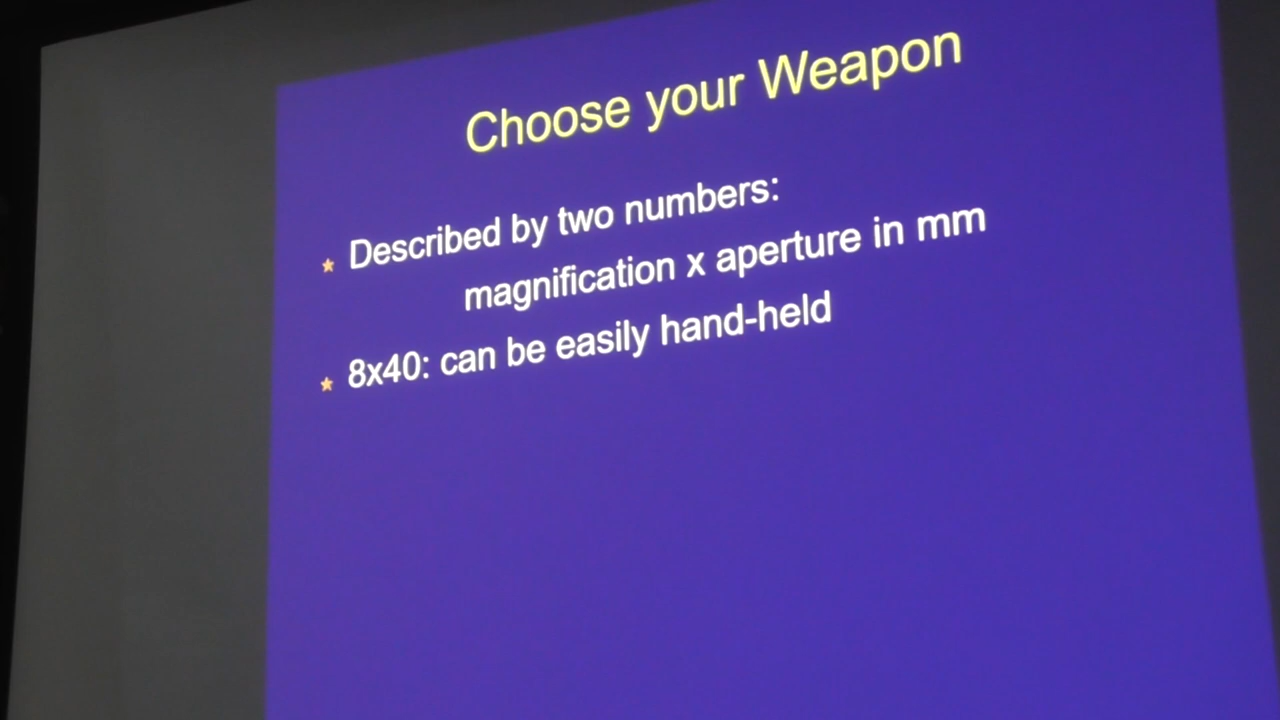 Choose your Weapon
Described by two numbers:
magnification x aperture in mm
8x40: can be easily hand-held